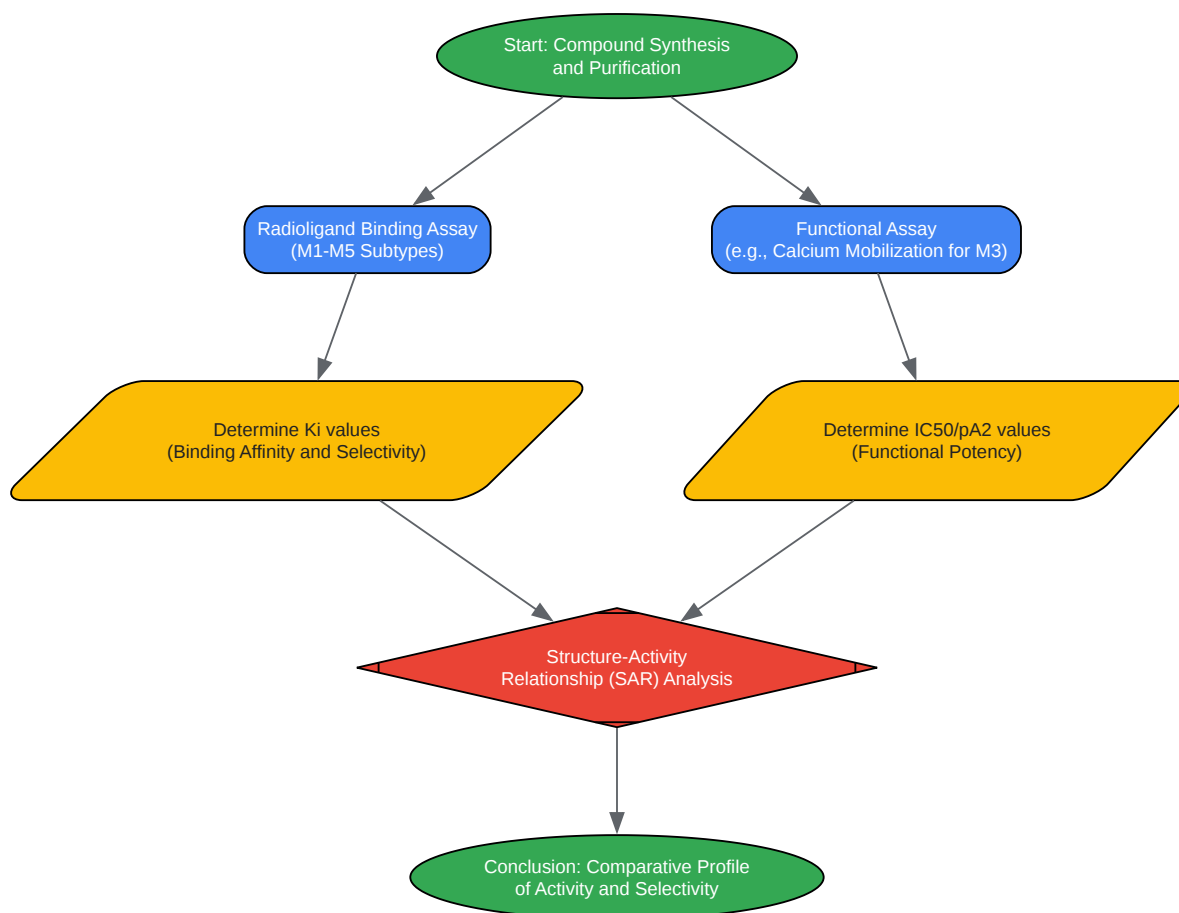 Start: Compound Synthesis
and Purification
Radioligand Binding Assay
(M1-M5 Subtypes)
Functional Assay
(e.g., Calcium Mobilization for M3)
Determine Ki values
(Binding Affinity and Selectivity)
Determine IC50/pA2 values
(Functional Potency)
Structure-Activity
Relationship (SAR) Analysis
Conclusion: Comparative Profile
of Activity and Selectivity